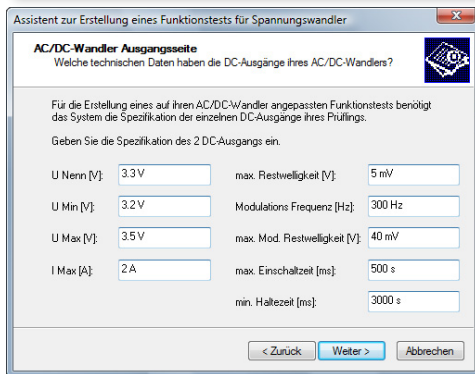 Assistent zur Erstellung eines Funktionstests für Spannungswandler
AC/DC-Wandler Ausgangsseite
Welche technischen Daten haben die DC-Ausgänge ihres AC/DC-Wandlers?
Für die Erstellung eines auf ihren AC/DC-Wandler angepassten Funktionstests benötigt
das System die Spezifikation der einzelnen DC-Ausgänge ihres Prüflings.
Geben Sie die Spezifikation des 2 DC-Ausgangs ein.
U Nenn [V]: 3.3 V max. Restwelligkeit [V]: 5 mV
U Min [V]: 3.2 V Modulations Frequenz [Hz]: 300 Hz
U Max [V]: 3.5 V max. Mod. Restwelligkeit [V]: 40 mV
I Max [A]: 2 A max. Einschaltzeit [ms]: 500 s
min. Haltezeit [ms]: 3000 s
< Zurück Weiter > Abbrechen